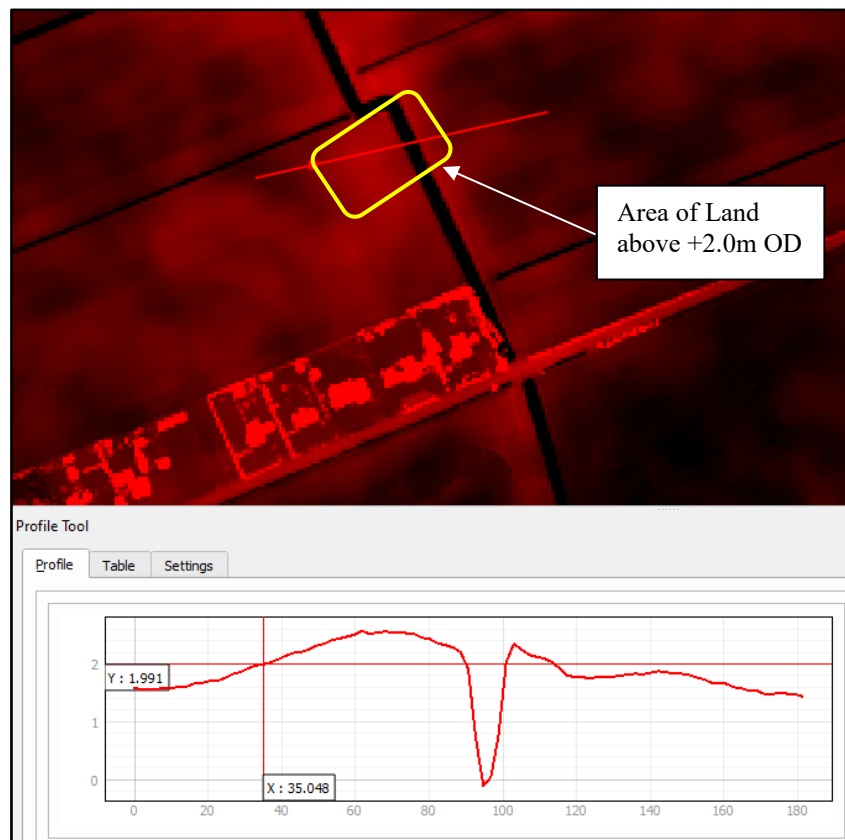 Area of Land
above +2.0m OD
Profile Tool
Profile Table Settings
2
Y : 1.991
1
0
X : 35.048
0 20 40 60 80 100 120 140 160 180